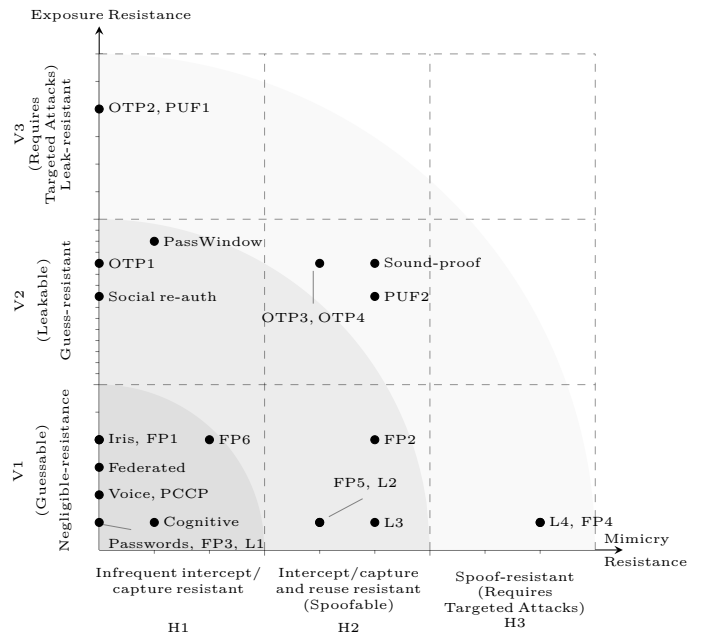 Exposure Resistance
V3
(Requires
Targeted Attacks)
Leak-resistant
OTP2, PUF1
V2
(Leakable)
Guess-resistant
PassWindow
OTP1
Sound-proof
Social re-auth
PUF2
OTP3, OTP4
V1
(Guessable)
Negligible-resistance
Iris, FP1
FP6
FP2
Federated
FP5, L2
Voice, PCCP
Cognitive
L3
L4, FP4
Passwords, FP3, L1
Mimicry
Resistance
Infrequent intercept/
capture resistant
H1
Intercept/capture
and reuse resistant
(Spoofable)
H2
Spoof-resistant
(Requires
Targeted Attacks)
H3